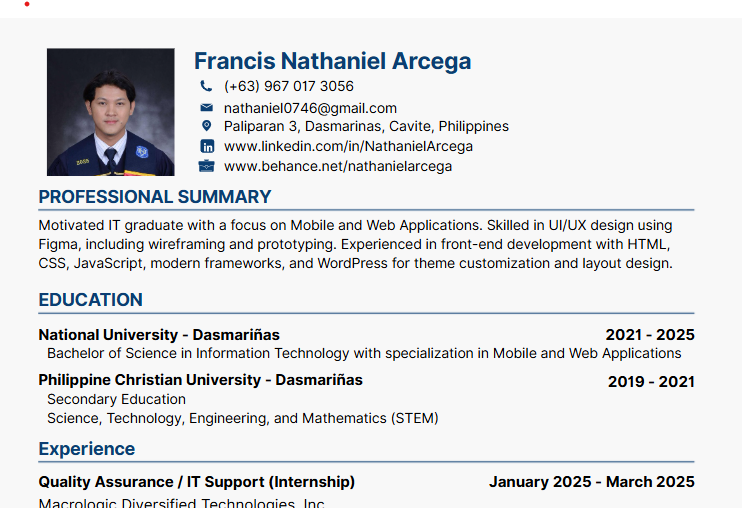 Francis Nathaniel Arcega
(+63) 967 017 3056
nathaniel0746@gmail.com
Paliparan 3, Dasmarinas, Cavite, Philippines
www.linkedin.com/in/NathanielArcega
www.behance.net/nathanielarcega
PROFESSIONAL SUMMARY
Motivated IT graduate with a focus on Mobile and Web Applications. Skilled in UI/UX design using
Figma, including wireframing and prototyping. Experienced in front-end development with HTML,
CSS, JavaScript, modern frameworks, and WordPress for theme customization and layout design.
EDUCATION
National University - Dasmariñas 2021 - 2025
Bachelor of Science in Information Technology with specialization in Mobile and Web Applications
Philippine Christian University - Dasmariñas 2019 - 2021
Secondary Education
Science, Technology, Engineering, and Mathematics (STEM)
Experience
Quality Assurance / IT Support (Internship) January 2025 - March 2025
Macrologic Diversified Technologies, Inc